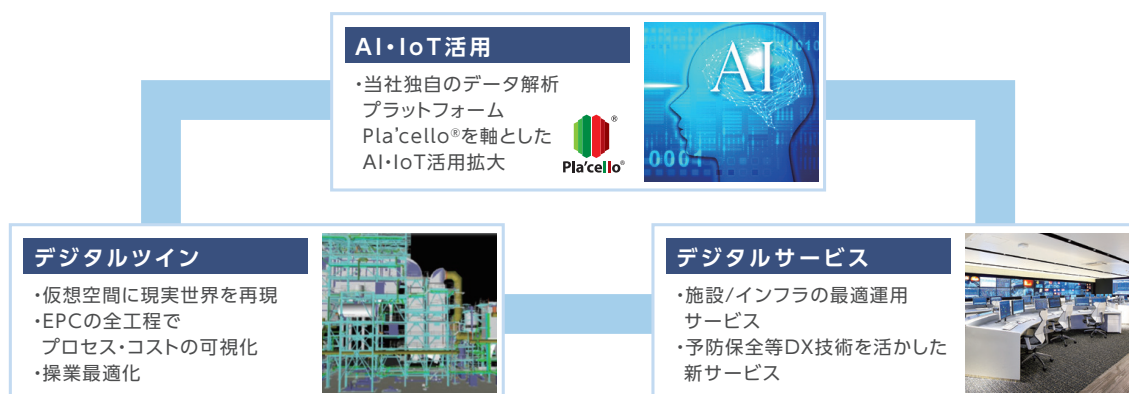 AI・IoT活用
・当社独自のデータ解析
プラットフォーム
Pla'cello®を軸とした
AI・IoT活用拡大
®
Pla'cello®
AI
1010
0001
デジタルツイン
・仮想空間に現実世界を再現
・EPCの全工程で
プロセス・コストの可視化
・操業最適化
デジタルサービス
・施設/インフラの最適運用
サービス
・予防保全等DX技術を活かした
新サービス